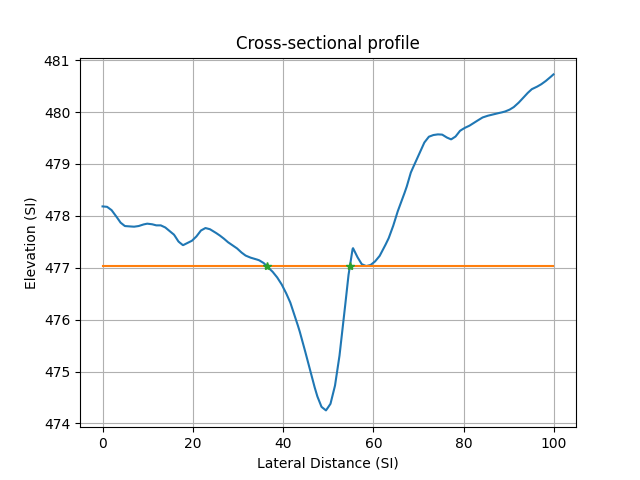 Cross-sectional profile
481
480
479
478
477
476
475
474
Elevation (SI)
0 20 40 60 80 100
Lateral Distance (SI)